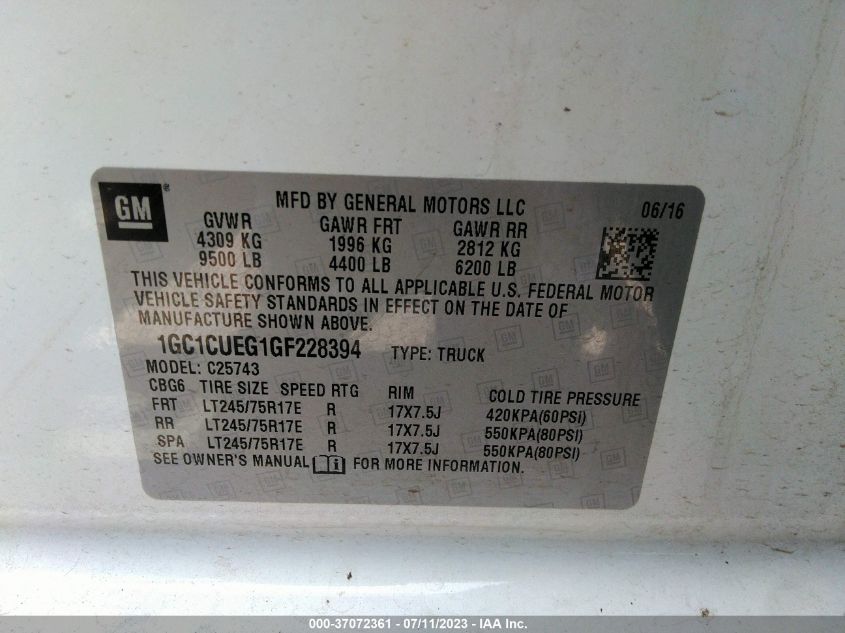 GM ®
MFD BY GENERAL MOTORS LLC 06/16
GVWR GAWR FRT GAWR RR
4309 KG 1996 KG 2812 KG
9500 LB 4400 LB 6200 LB
THIS VEHICLE CONFORMS TO ALL APPLICABLE U.S. FEDERAL MOTOR
VEHICLE SAFETY STANDARDS IN EFFECT ON THE DATE OF
MANUFACTURE SHOWN ABOVE.
1GC1CUEG1GF228394 TYPE: TRUCK
MODEL: C25743
CBG6 TIRE SIZE SPEED RTG RIM COLD TIRE PRESSURE
FRT LT245/75R17E R 17X7.5J 420KPA(60PSI)
RR LT245/75R17E R 17X7.5J 550KPA(80PSI)
SPA LT245/75R17E R 17X7.5J 550KPA(80PSI)
SEE OWNER'S MANUAL FOR MORE INFORMATION.
000-37072361 - 07/11/2023 - IAA Inc.